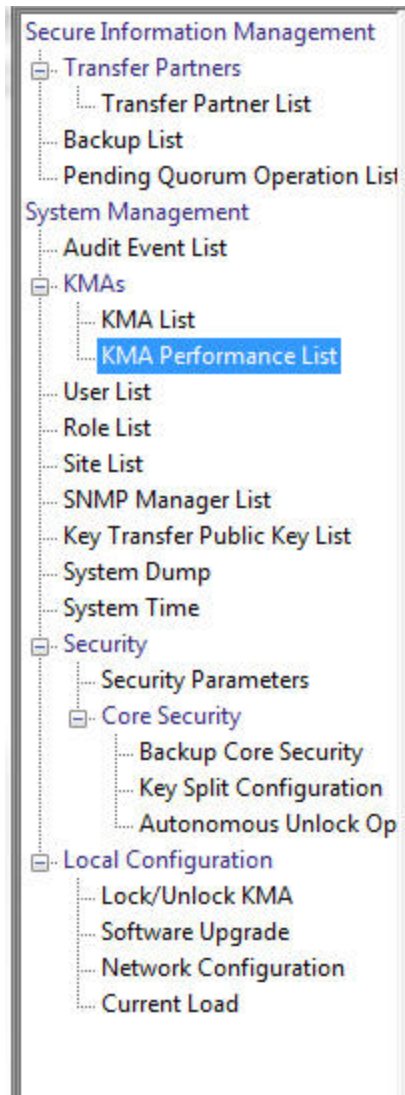 Secure Information Management
Transfer Partners
Transfer Partner List
Backup List
Pending Quorum Operation List
System Management
Audit Event List
KMAs
KMA List
KMA Performance List
User List
Role List
Site List
SNMP Manager List
Key Transfer Public Key List
System Dump
System Time
Security
Security Parameters
Core Security
Backup Core Security
Key Split Configuration
Autonomous Unlock Op
Local Configuration
Lock/Unlock KMA
Software Upgrade
Network Configuration
Current Load